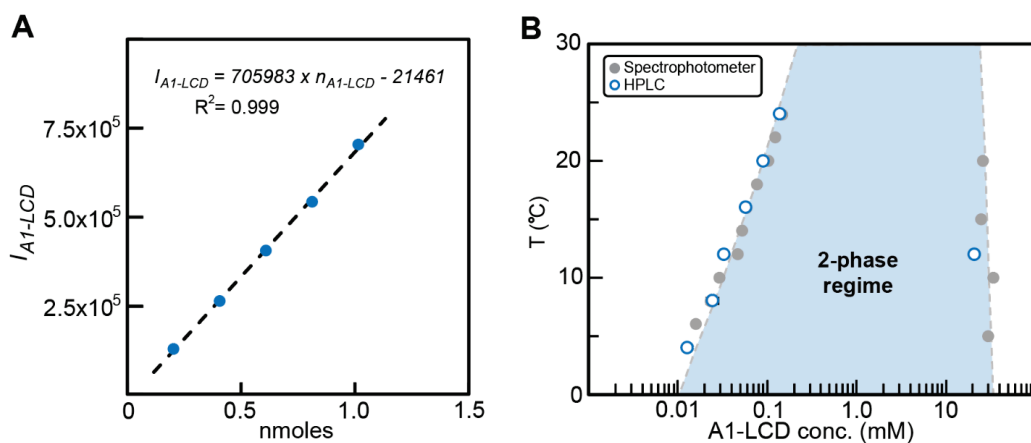 A
I_A1-LCD = 705983 x n_A1-LCD - 21461
R²= 0.999
7.5x10⁵
5.0x10⁵
2.5x10⁵
I_A1-LCD
0
0.5
1.0
1.5
nmoles
B
30
20
10
0
T (°C)
Spectrophotometer
HPLC
2-phase
regime
0.01
0.1
1.0
10
100
A1-LCD conc. (mM)